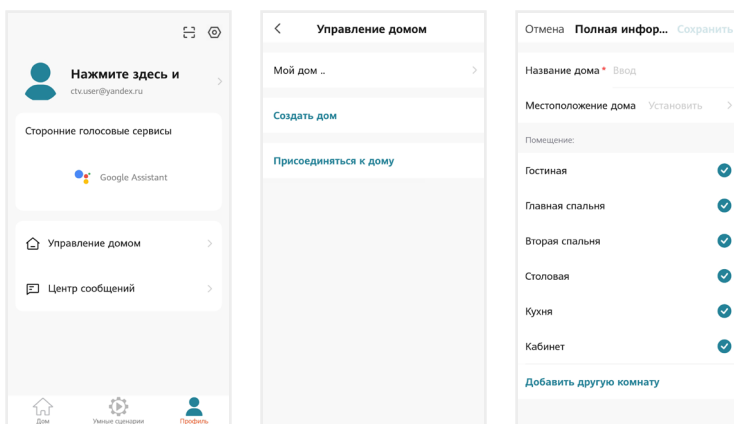 Нажмите здесь и
ctv.user@yandex.ru
Сторонние голосовые сервисы
Google Assistant
Управление домом
Центр сообщений
Дом
Умные сценарии
Профиль
Управление домом
Мой дом ..
Создать дом
Присоединяться к дому
Отмена Полная инфор... Сохранить
Название дома * Ввод
Местоположение дома Установить
Помещение:
Гостиная
Главная спальня
Вторая спальня
Столовая
Кухня
Кабинет
Добавить другую комнату